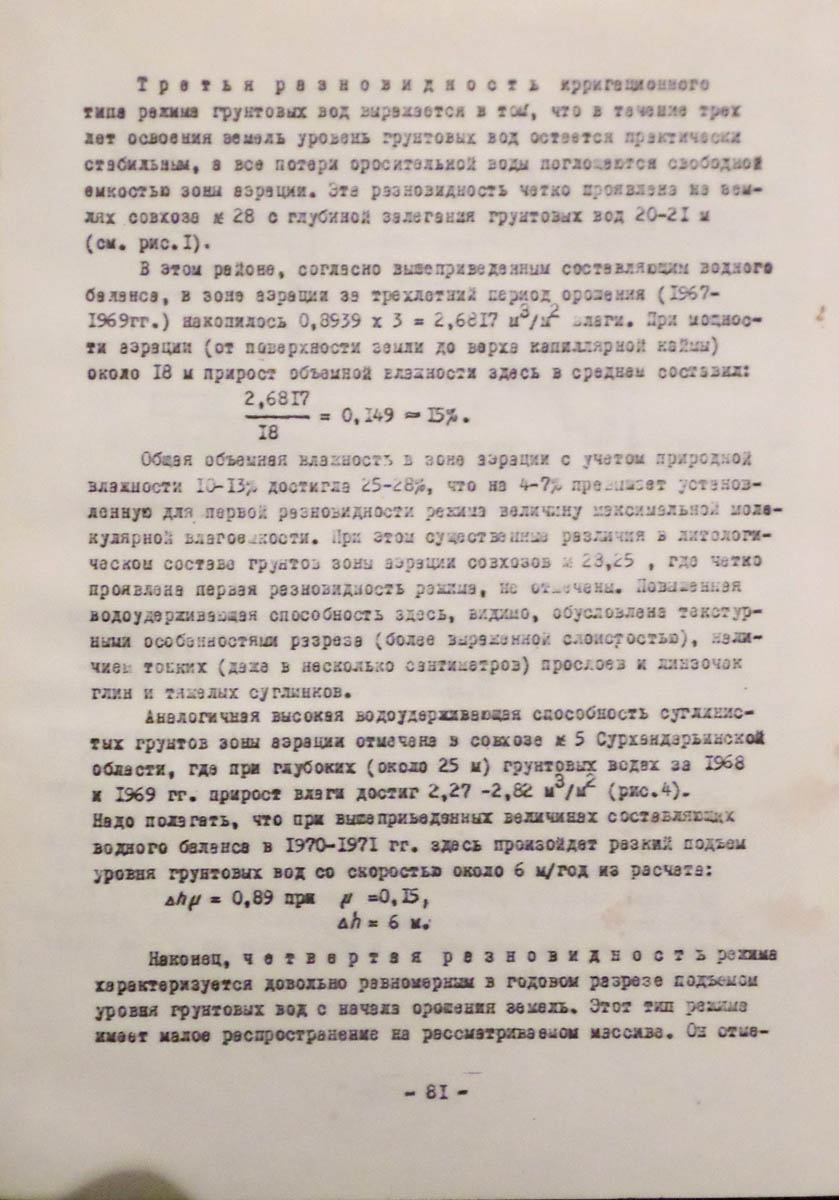 Третья разновидность ирригационного
типа режима грунтовых вод выражается в том, что в течение трех
лет освоения земель уровень грунтовых вод остается практически
стабильным, а все потери оросительной воды поглощаются свободной
емкостью зоны аэрации. Эта разновидность четко проявлена на зем-
лях совхоза № 28 с глубиной залегания грунтовых вод 20-21 м
(см. рис.1).
В этом районе, согласно вышеприведенным составляющим водного
баланса, в зоне аэрации за трехлетний период орошения (1967-
1969гг.) накопилось 0,8939 x 3 = 2,6817 м³/м² влаги. При мощнос-
ти аэрации (от поверхности земли до верха капиллярной каймы)
около 18 м прирост объемной влажности здесь в среднем составил:
2,6817
= 0,149 ≈ 15%.
18
Общая объемная влажность в зоне аэрации с учетом природной
влажности 10-13% достигла 25-28%, что на 4-7% превышает установ-
ленную для первой разновидности режима величину максимальной моле-
кулярной влагоемкости. При этом существенные различия в литологи-
ческом составе грунтов зоны аэрации совхозов № 23,25 , где четко
проявлена первая разновидность режима, не отмечены. Повышенная
водоудерживающая способность здесь, видимо, обусловлена текстур-
ными особенностями разреза (более выраженной слоистостью), нали-
чием тонких (даже в несколько сантиметров) прослоев и линзочек
глин и тяжелых суглинков.
Аналогичная высокая водоудерживающая способность суглинис-
тых грунтов зоны аэрации отмечена в совхозе № 5 Сурхандарьинской
области, где при глубоких (около 25 м) грунтовых водах за 1968
и 1969 гг. прирост влаги достиг 2,27 -2,82 м³/м² (рис.4).
Надо полагать, что при вышеприведенных величинах составляющих
водного баланса в 1970-1971 гг. здесь произойдет резкий подъем
уровня грунтовых вод со скоростью около 6 м/год из расчета:
Δhμ = 0,89 при μ =0,15,
Δh = 6 м.
Наконец, четвертая разновидность режима
характеризуется довольно равномерным в годовом разрезе подъемом
уровня грунтовых вод с начала орошения земель. Этот тип режима
имеет малое распространение на рассматриваемом массиве. Он отме-
- 81 -